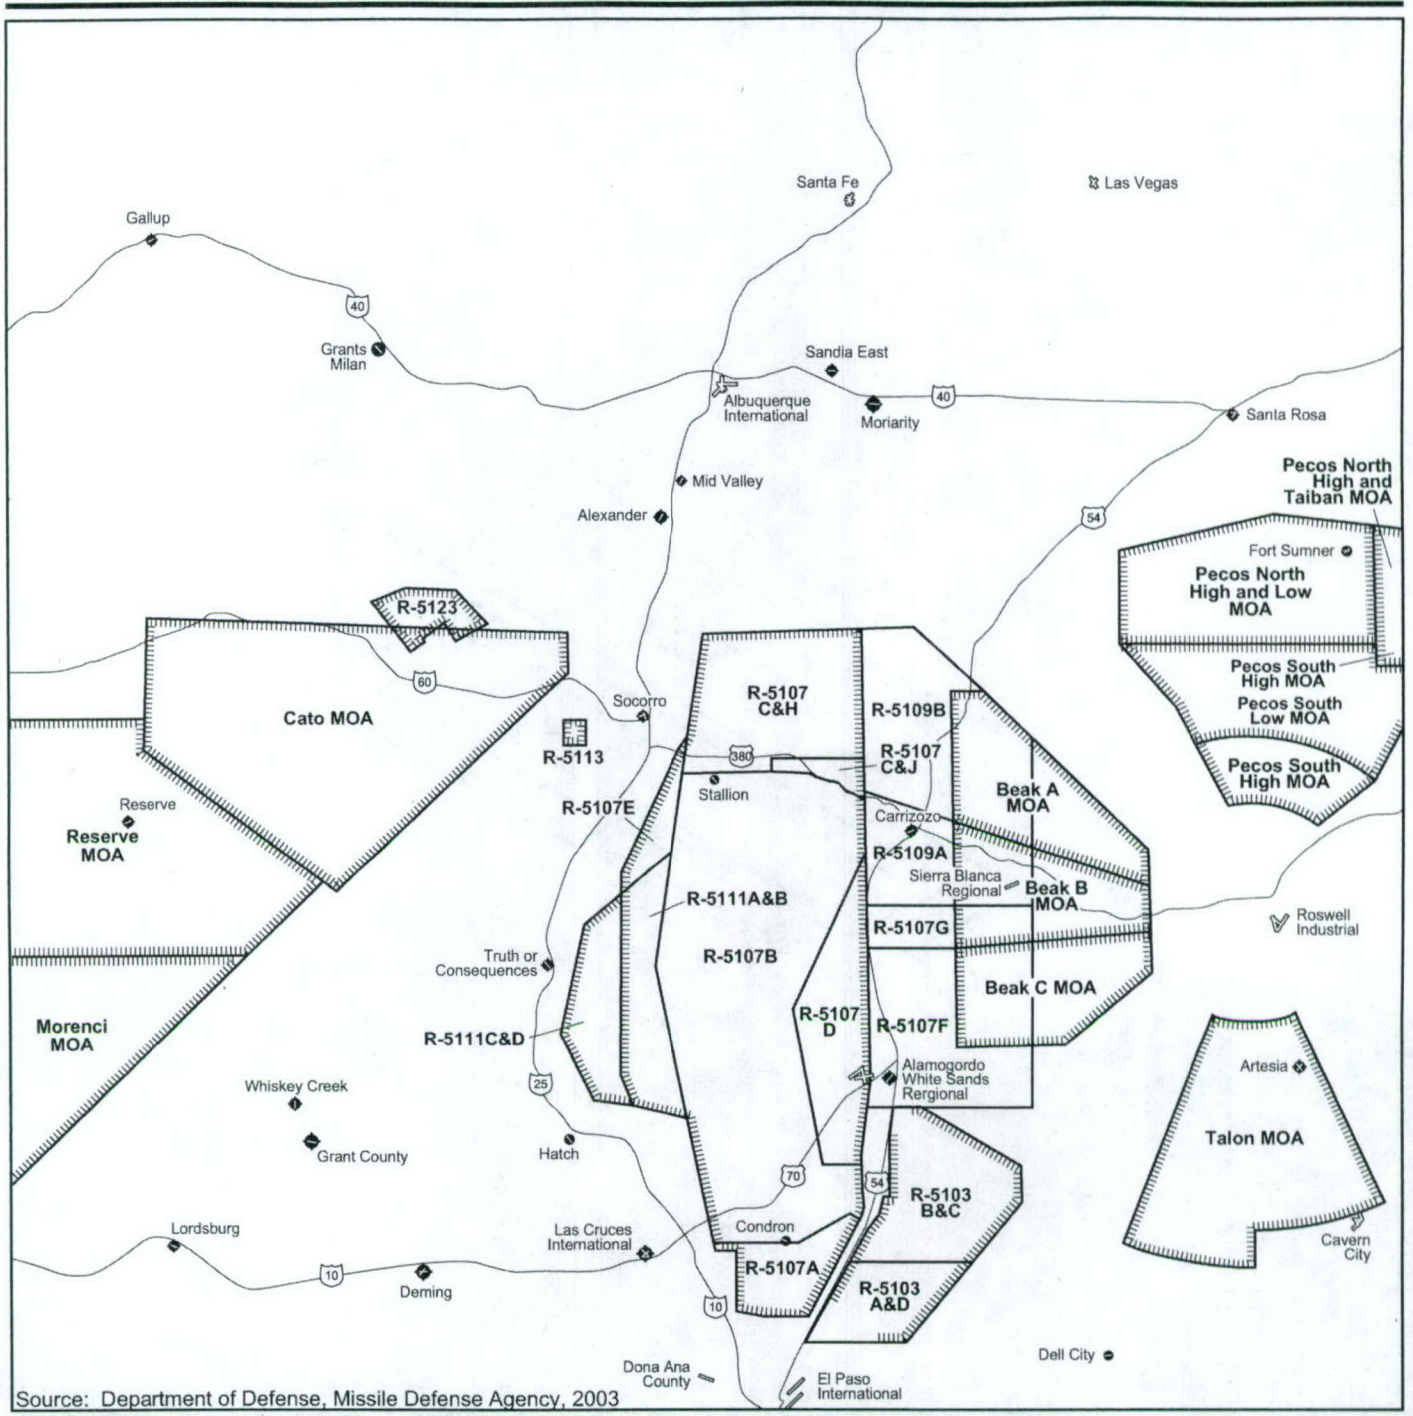 Santa Fe
Las Vegas
Gallup
40
Grants
Milan
Sandia East
Albuquerque
International
40
Moriarity
Santa Rosa
Mid Valley
Alexander
54
Pecos North
High and
Taiban MOA
Fort Sumner
Pecos North
High and Low
MOA
R-5123
Pecos South
High MOA
Pecos South
Low MOA
Pecos South
High MOA
60
Cato MOA
Socorro
R-5113
R-5107
C&H
R-5109B
380
R-5107
C&J
Stallion
Beak A
MOA
R-5107E
Reserve
Reserve
MOA
Carrizozo
R-5109A
Sierra Blanca
Regional
Beak B
MOA
R-5111A&B
R-5107G
Roswell
Industrial
Truth or
Consequences
R-5107B
Beak C MOA
R-5107
D
R-5107F
Morenci
MOA
R-5111C&D
Alamogordo
White Sands
Rergional
Artesia
25
Whiskey Creek
Grant County
Hatch
Talon MOA
70
54
R-5103
B&C
Lordsburg
Las Cruces
International
Condron
Cavern
City
10
Deming
R-5107A
R-5103
A&D
10
Dell City
Dona Ana
County
El Paso
International
Source: Department of Defense, Missile Defense Agency, 2003